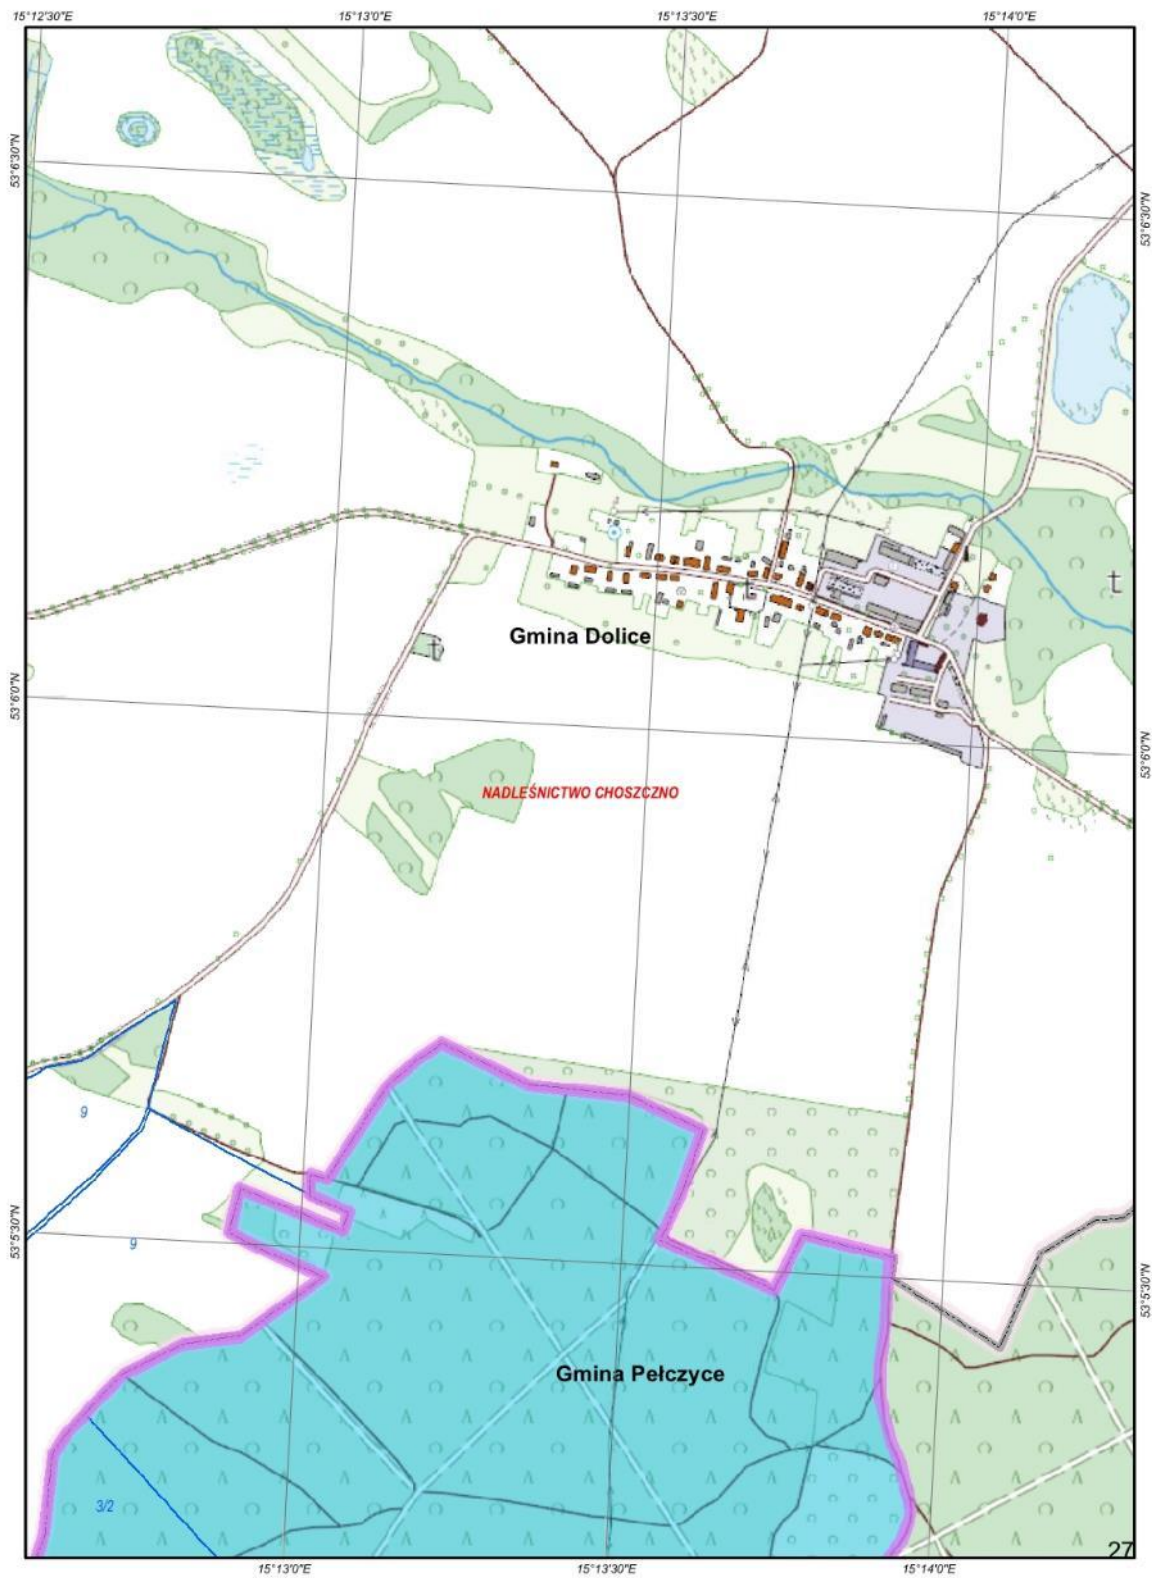 15°12'30"E 15°13'0"E 15°13'30"E 15°14'0"E
53°6'30"N
53°6'30"N
t
Gmina Dolice
53°6'0"N
53°6'0"N
NADLEŚNICTWO CHOSZCZNO
9
9
53°5'30"N
53°5'30"N
Gmina Pełczyce
3/2
27
15°13'0"E 15°13'30"E 15°14'0"E